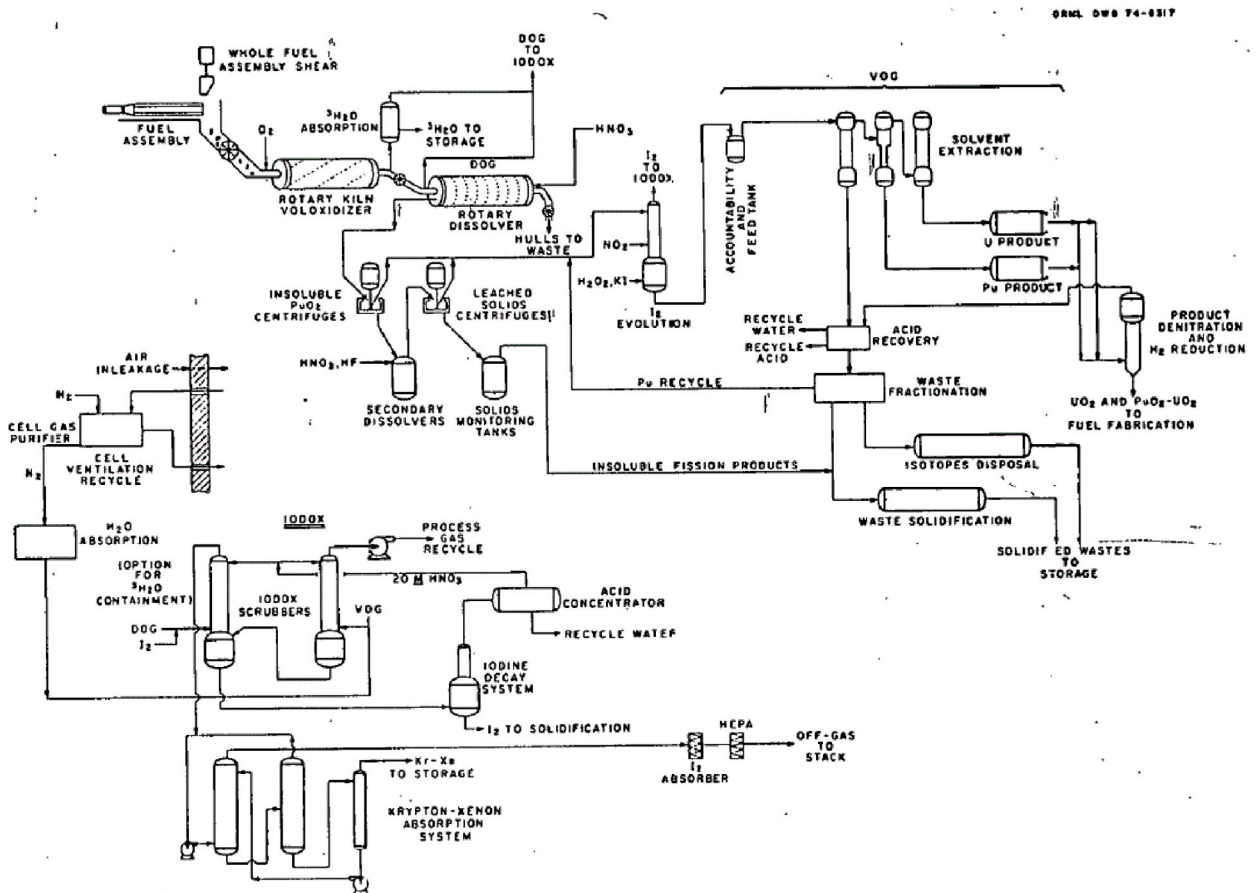 ORNL DWG 74-6317
WHOLE FUEL
ASSEMBLY SHEAR
FUEL
ASSEMBLY
O₂
ROTARY KILN
VOLOXIDIZER
³H₂O
ABSORPTION
³H₂O TO
STORAGE
DOG
TO
IODOX
DOG
HNO₃
ROTARY
DISSOLVER
HULLS TO
WASTE
I₂
TO
IODOX
NO₂
H₂O₂,KI
I₂
EVOLUTION
VOG
ACCOUNTABILITY
AND
FEED TANK
SOLVENT
EXTRACTION
U PRODUCT
Pu PRODUCT
PRODUCT
DENITRATION
AND
H₂ REDUCTION
UO₂ AND PuO₂-UO₂
TO
FUEL FABRICATION
RECYCLE
WATER
RECYCLE
ACID
ACID
RECOVERY
WASTE
FRACTIONATION
Pu RECYCLE
INSOLUBLE
PuO₂
CENTRIFUGES
LEACHED
SOLIDS
CENTRIFUGES
HNO₃,HF
SECONDARY
DISSOLVERS
SOLIDS
MONITORING
TANKS
INSOLUBLE FISSION PRODUCTS
ISOTOPES DISPOSAL
WASTE SOLIDIFICATION
SOLIDIF ED WASTES
TO
STORAGE
AIR
INLEAKAGE
N₂
CELL GAS
PURIFIER
CELL
VENTILATION
RECYCLE
N₂
H₂O
ABSORPTION
(OPTION
FOR
³H₂O
CONTAINMENT)
IODOX
PROCESS
GAS
RECYCLE
20 M HNO₃
IODOX
SCRUBBERS
VOG
DOG
I₂
ACID
CONCENTRATOR
RECYCLE WATER
IODINE
DECAY
SYSTEM
I₂ TO SOLIDIFICATION
Kr-Xe
TO STORAGE
KRYPTON-XENON
ABSORPTION
SYSTEM
I₂
ABSORBER
HEPA
OFF-GAS
TO
STACK